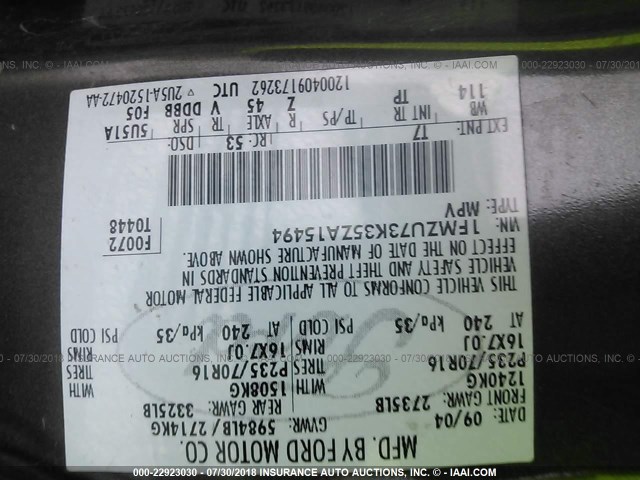 000-22923030 - 07/30/2018 INSURANCE AUTO AUCTIONS, INC. - © IAAI.COM
MFD. BY FORD MOTOR CO.
DATE: 09/04
GVWR: 5984LB / 2714KG
FRONT GAWR: 2735LB
REAR GAWR: 3325LB
1240KG
1508KG
WITH
WITH
P235/70R16
TIRES
P235/70R16
TIRES
16X7.0J
RIMS
16X7.0J
RIMS
AT 240 kPa/35 PSI COLD
AT 240 kPa/35 PSI COLD
THIS VEHICLE CONFORMS TO ALL APPLICABLE FEDERAL MOTOR
VEHICLE SAFETY AND THEFT PREVENTION STANDARDS IN
EFFECT ON THE DATE OF MANUFACTURE SHOWN ABOVE.
VIN: 1FMZU73K35ZA15494
TYPE: MPV
F0072
T0448
EXT PNT: T7
RC: 53
DSO:
WB
INT TR
TP/PS
R
AXLE
TR
SPR
5U51A
114
TP
Z
45
V
DDBB
F05
1200409173262
UTC
▽ 2U5A-1520472-AA